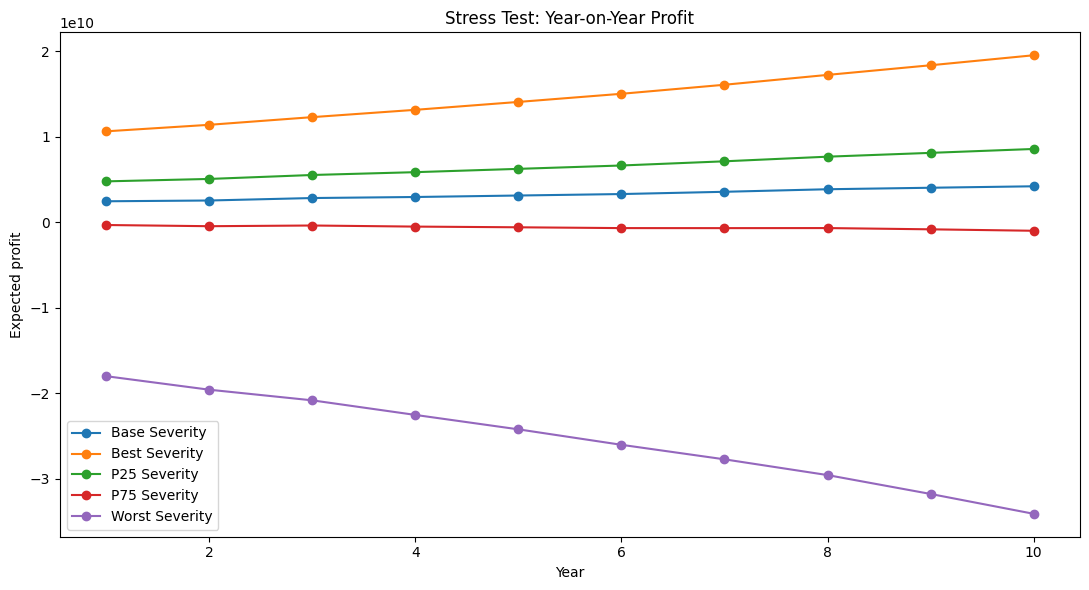 Stress Test: Year-on-Year Profit
1e10
2
1
0
−1
−2
−3
Expected profit
Base Severity
Best Severity
P25 Severity
P75 Severity
Worst Severity
2 4 6 8 10
Year